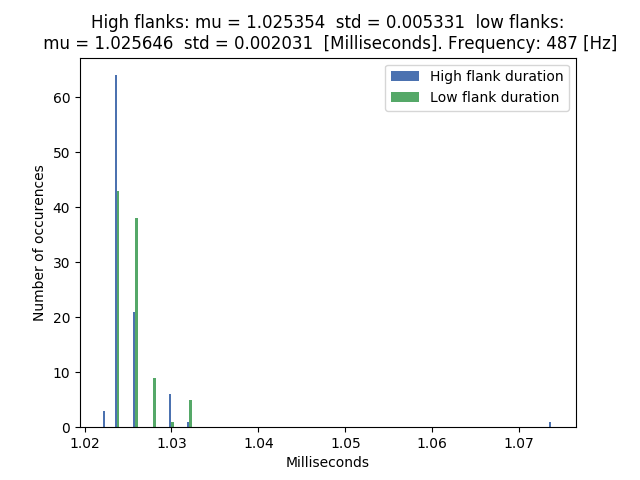 High flanks: mu = 1.025354  std = 0.005331  low flanks:
mu = 1.025646  std = 0.002031  [Milliseconds]. Frequency: 487 [Hz]
High flank duration
Low flank duration
Number of occurences
60
50
40
30
20
10
0
1.02 1.03 1.04 1.05 1.06 1.07
Milliseconds